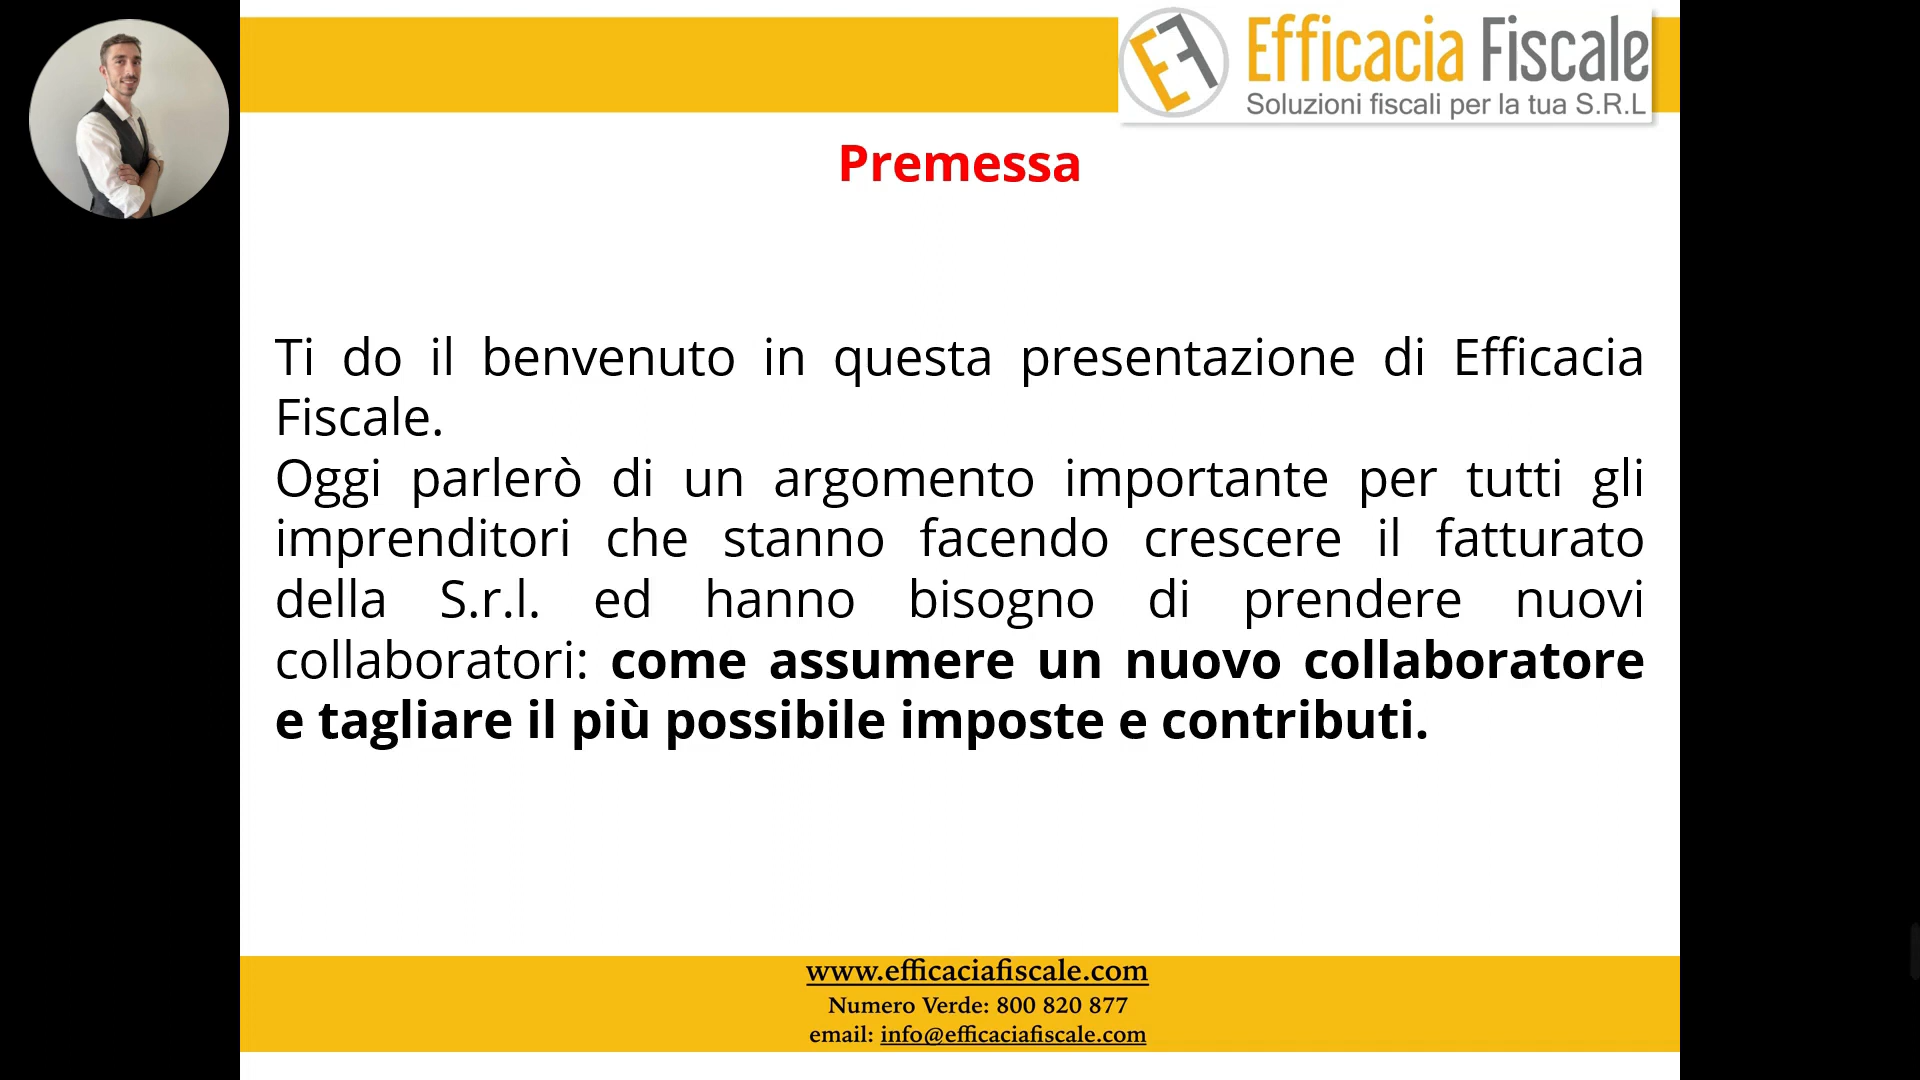 EF Efficacia Fiscale
Soluzioni fiscali per la tua S.R.L
Premessa
Ti do il benvenuto in questa presentazione di Efficacia
Fiscale.
Oggi parlerò di un argomento importante per tutti gli
imprenditori che stanno facendo crescere il fatturato
della S.r.l. ed hanno bisogno di prendere nuovi
collaboratori: come assumere un nuovo collaboratore
e tagliare il più possibile imposte e contributi.
www.efficaciafiscale.com
Numero Verde: 800 820 877
email: info@efficaciafiscale.com